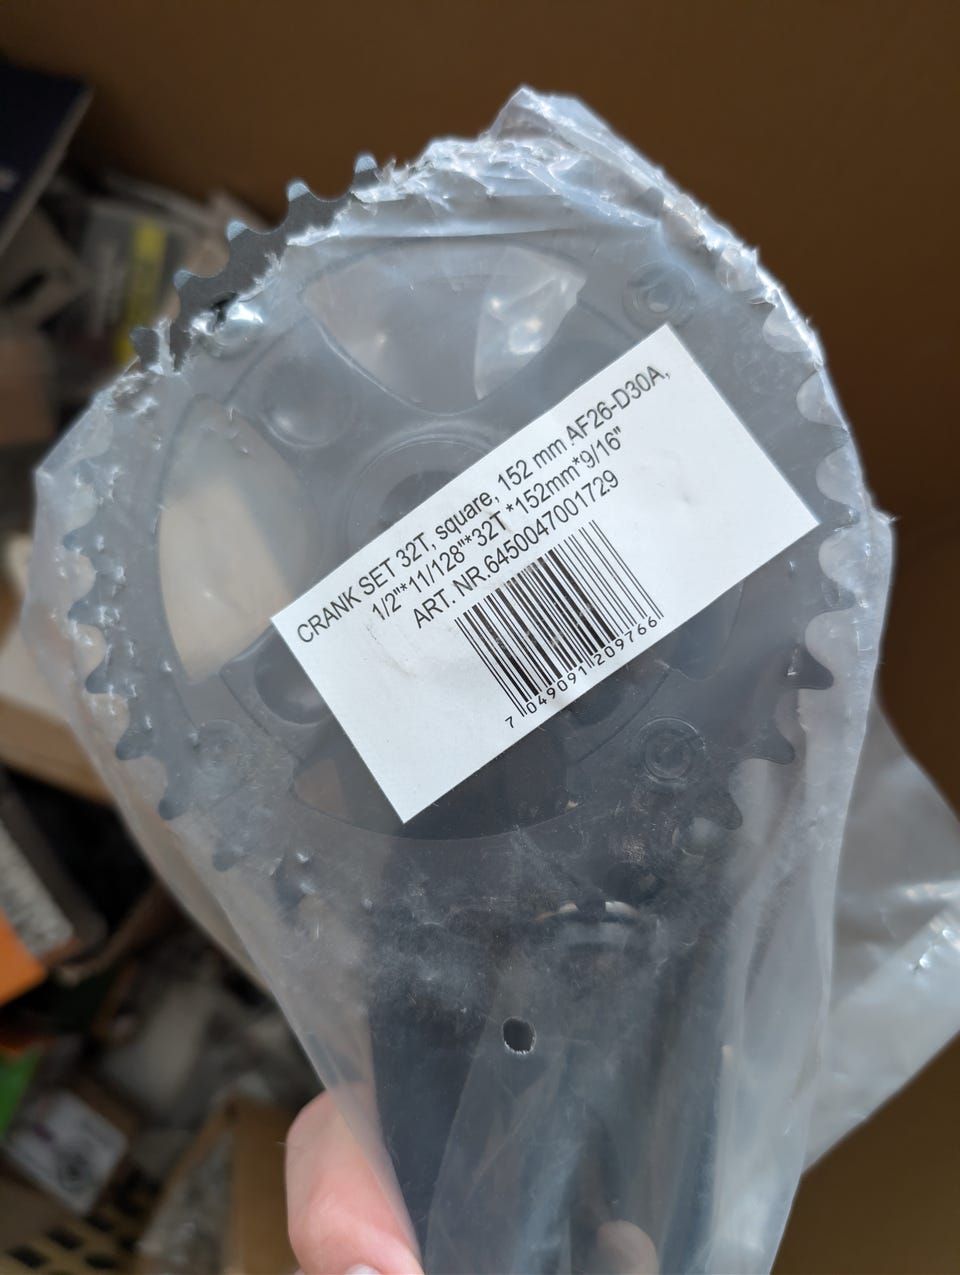 CRANK SET 32T, square, 152 mm AF26-D30A,
1/2"*11/128"*32T *152mm*9/16"
ART. NR.6450047001729
7 049091 209766